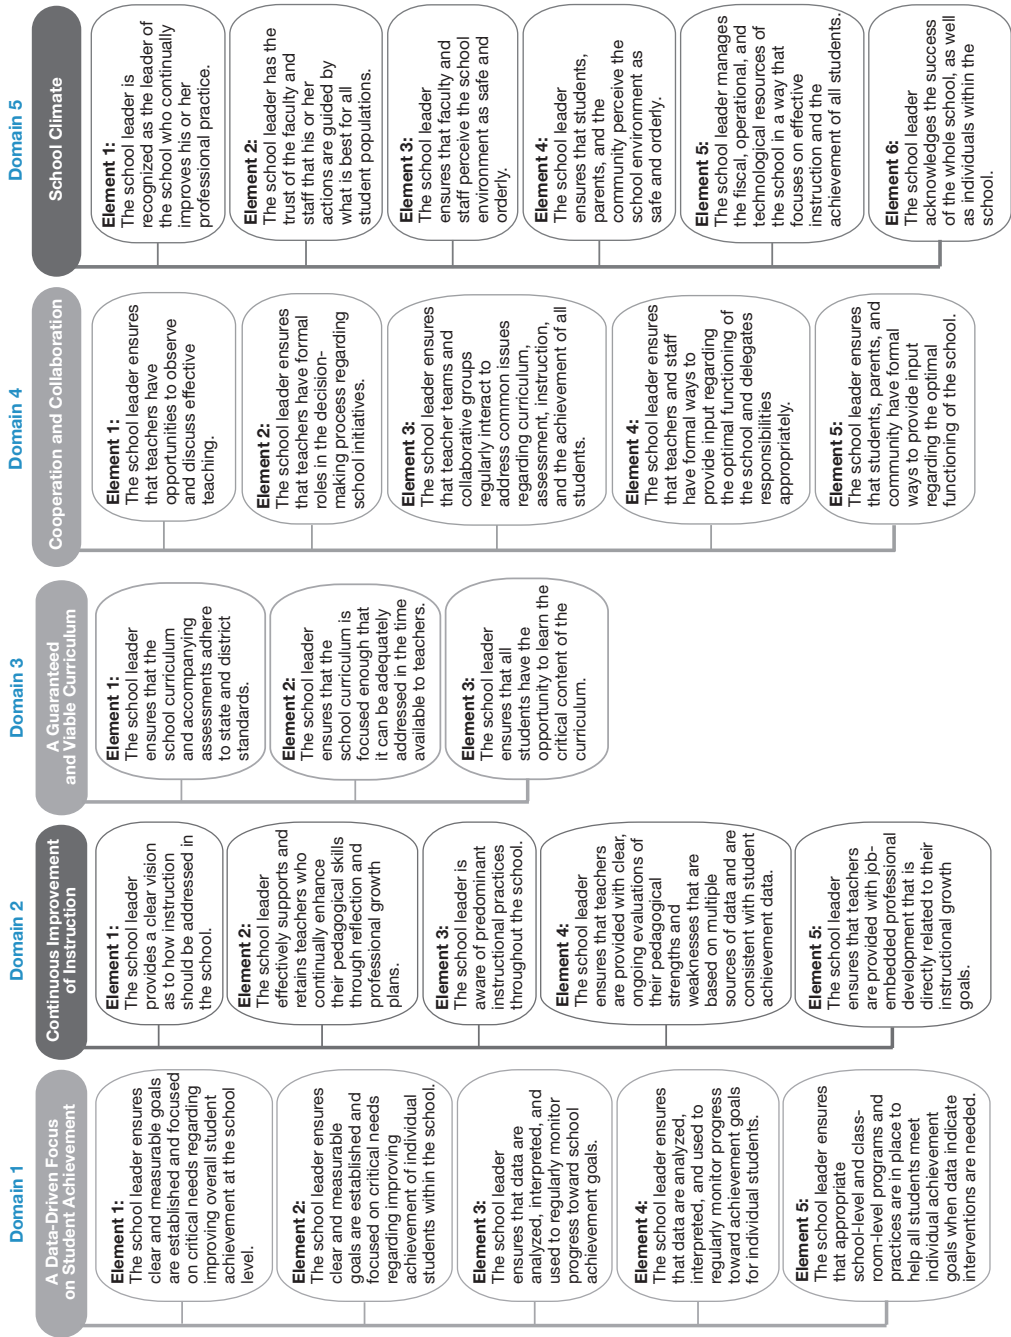 Domain 1
A Data-Driven Focus
on Student Achievement
Element 1:
The school leader ensures
clear and measurable goals
are established and focused
on critical needs regarding
improving overall student
achievement at the school
level.
Element 2:
The school leader ensures
clear and measurable
goals are established and
focused on critical needs
regarding improving
achievement of individual
students within the school.
Element 3:
The school leader
ensures that data are
analyzed, interpreted, and
used to regularly monitor
progress toward school
achievement goals.
Element 4:
The school leader ensures
that data are analyzed,
interpreted, and used to
regularly monitor progress
toward achievement goals
for individual students.
Element 5:
The school leader ensures
that appropriate
school-level and class-
room-level programs and
practices are in place to
help all students meet
individual achievement
goals when data indicate
interventions are needed.
Domain 2
Continuous Improvement
of Instruction
Element 1:
The school leader
provides a clear vision
as to how instruction
should be addressed in
the school.
Element 2:
The school leader
effectively supports and
retains teachers who
continually enhance
their pedagogical skills
through reflection and
professional growth
plans.
Element 3:
The school leader is
aware of predominant
instructional practices
throughout the school.
Element 4:
The school leader
ensures that teachers
are provided with clear,
ongoing evaluations of
their pedagogical
strengths and
weaknesses that are
based on multiple
sources of data and are
consistent with student
achievement data.
Element 5:
The school leader
ensures that teachers
are provided with job-
embedded professional
development that is
directly related to their
instructional growth
goals.
Domain 3
A Guaranteed
and Viable Curriculum
Element 1:
The school leader
ensures that the
school curriculum
and accompanying
assessments adhere
to state and district
standards.
Element 2:
The school leader
ensures that the
school curriculum is
focused enough that
it can be adequately
addressed in the time
available to teachers.
Element 3:
The school leader
ensures that all
students have the
opportunity to learn the
critical content of the
curriculum.
Domain 4
Cooperation and Collaboration
Element 1:
The school leader ensures
that teachers have
opportunities to observe
and discuss effective
teaching.
Element 2:
The school leader ensures
that teachers have formal
roles in the decision-
making process regarding
school initiatives.
Element 3:
The school leader ensures
that teacher teams and
collaborative groups
regularly interact to
address common issues
regarding curriculum,
assessment, instruction,
and the achievement of all
students.
Element 4:
The school leader ensures
that teachers and staff
have formal ways to
provide input regarding
the optimal functioning of
the school and delegates
responsibilities
appropriately.
Element 5:
The school leader ensures
that students, parents, and
community have formal
ways to provide input
regarding the optimal
functioning of the school.
Domain 5
School Climate
Element 1:
The school leader is
recognized as the leader of
the school who continually
improves his or her
professional practice.
Element 2:
The school leader has the
trust of the faculty and
staff that his or her
actions are guided by
what is best for all
student populations.
Element 3:
The school leader
ensures that faculty and
staff perceive the school
environment as safe and
orderly.
Element 4:
The school leader
ensures that students,
parents, and the
community perceive the
school environment as
safe and orderly.
Element 5:
The school leader manages
the fiscal, operational, and
technological resources of
the school in a way that
focuses on effective
instruction and the
achievement of all students.
Element 6:
The school leader
acknowledges the success
of the whole school, as well
as individuals within the
school.